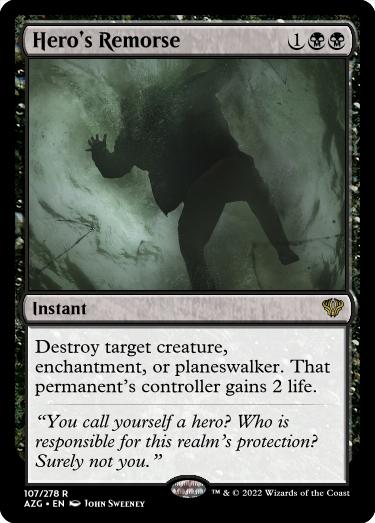 Hero's Remorse 1
Instant
Destroy target creature,
enchantment, or planeswalker. That
permanent's controller gains 2 life.
“You call yourself a hero? Who is
responsible for this realm's protection?
Surely not you.”
107/278 R
AZG • EN John Sweeney
™ & © 2022 Wizards of the Coast